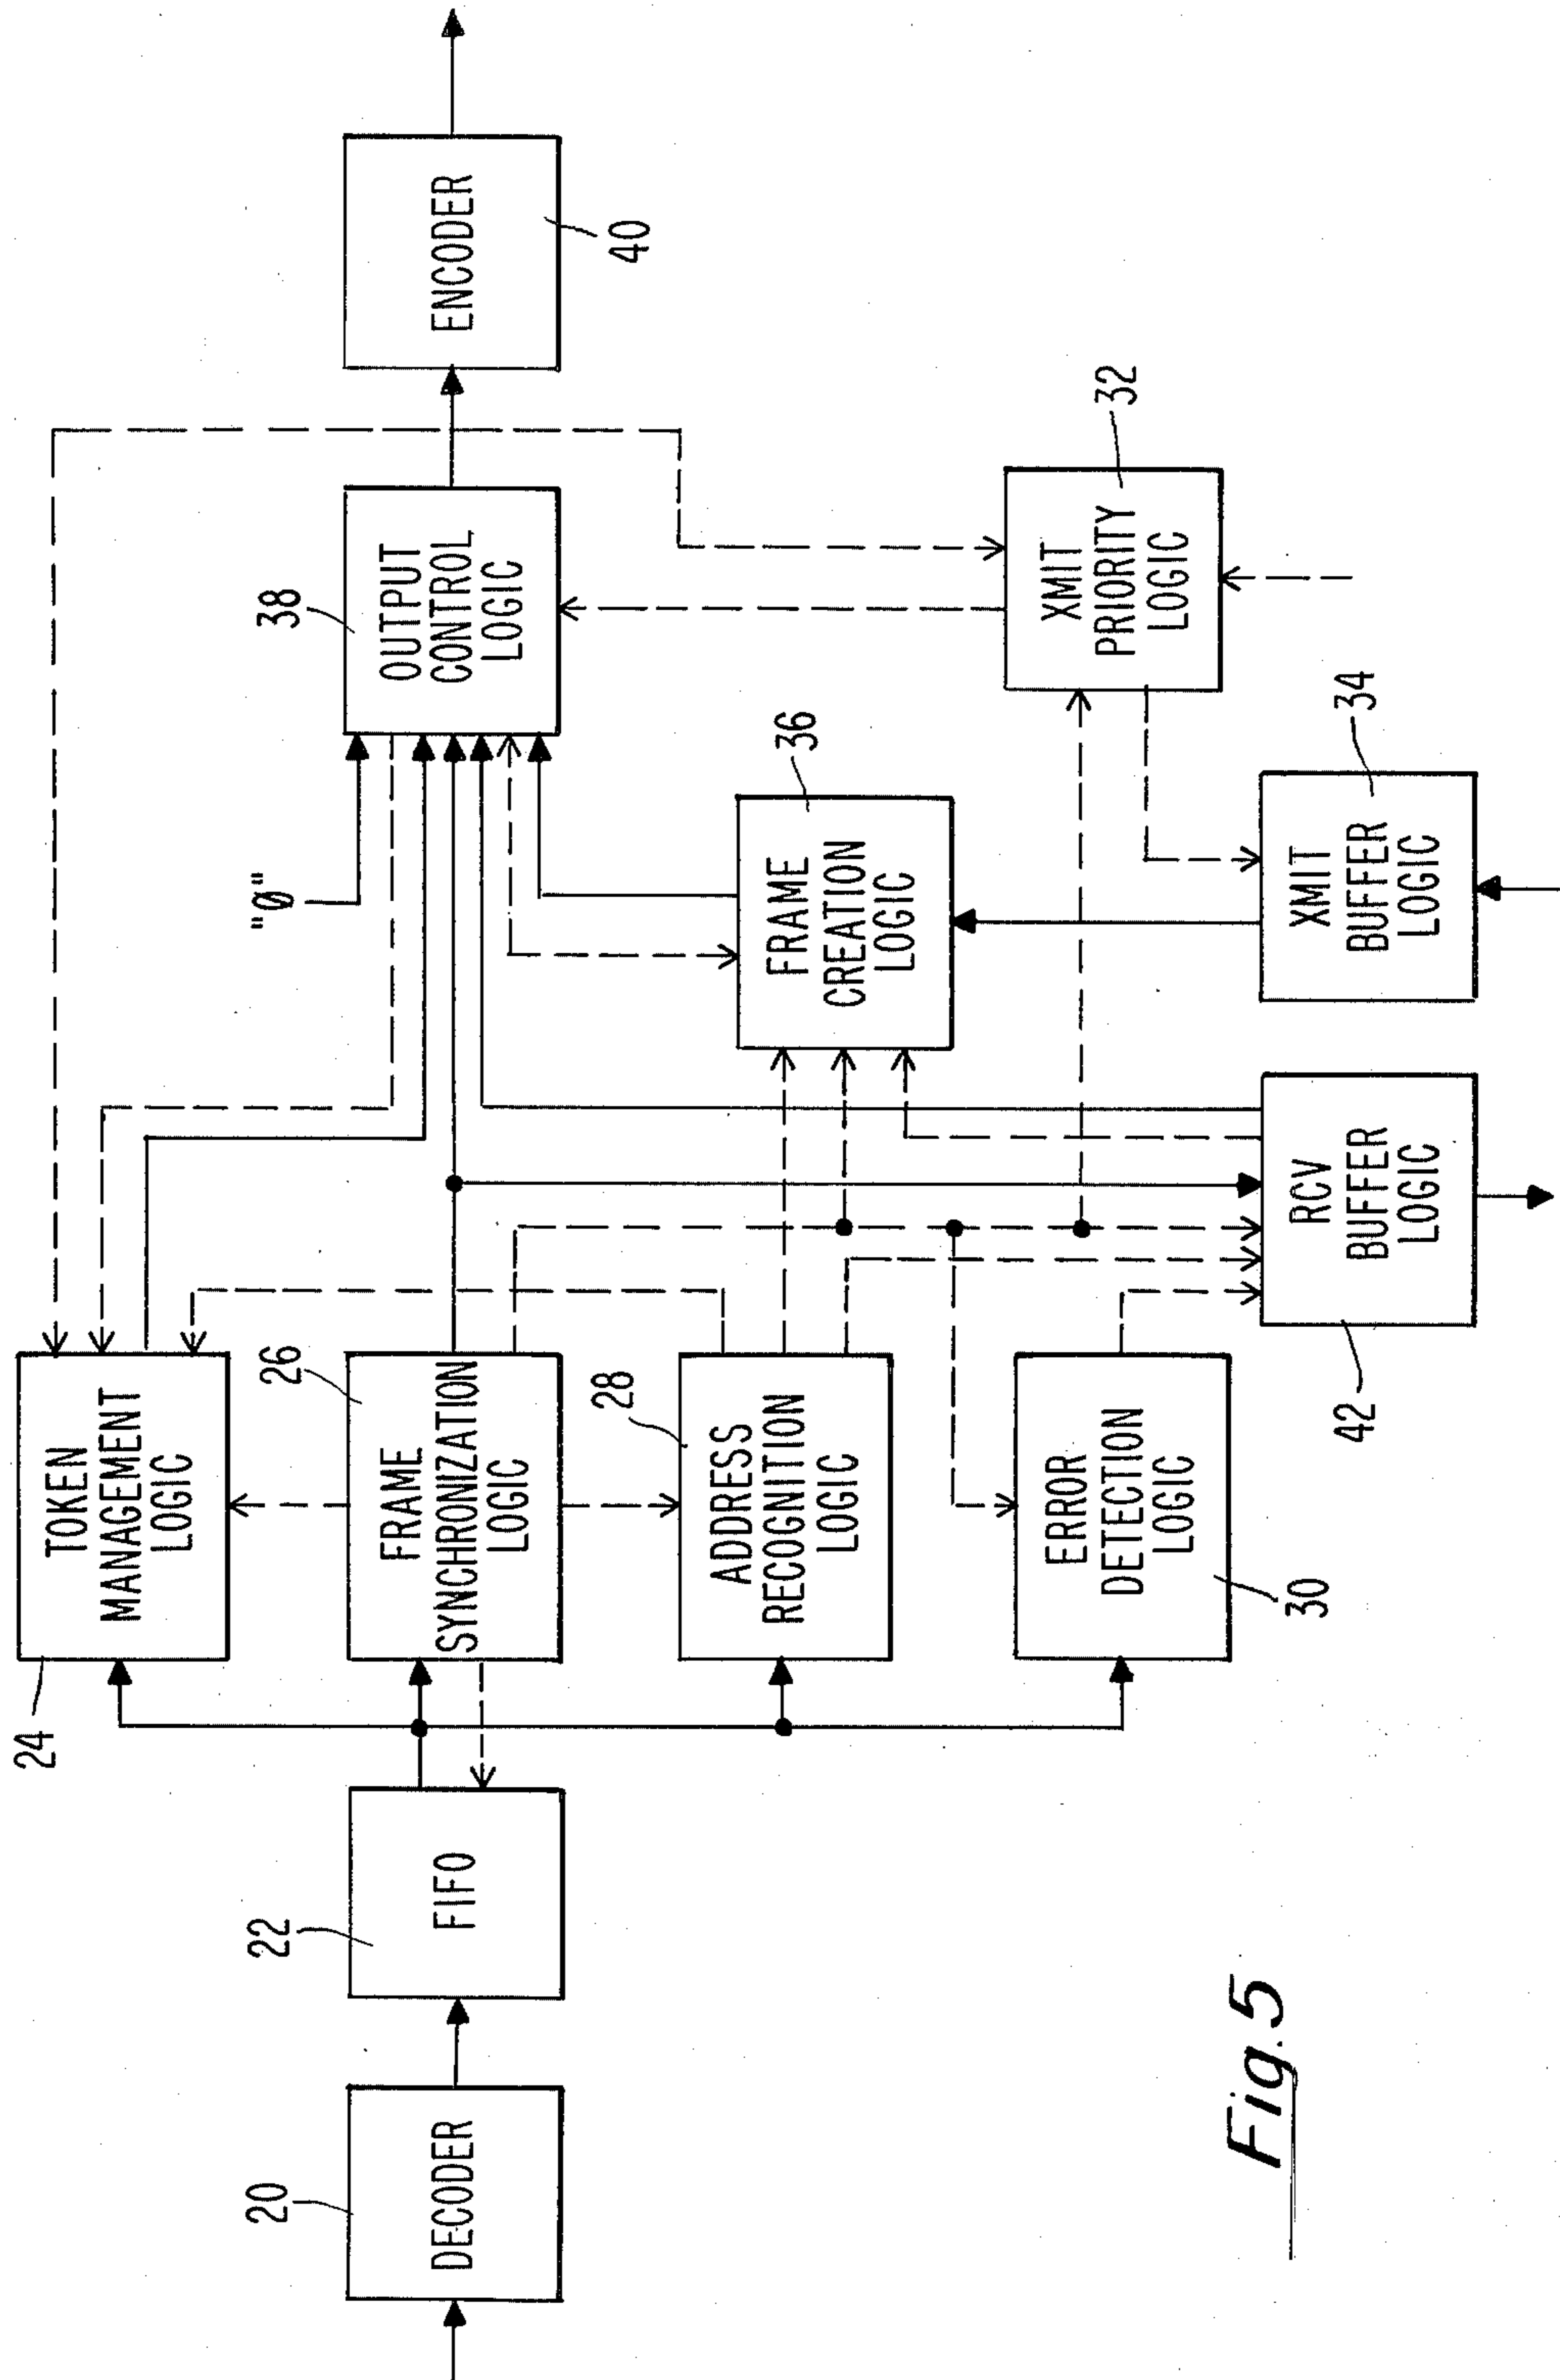 20
DECODER
22
FIFO
24
TOKEN
MANAGEMENT
LOGIC
26
FRAME
SYNCHRONIZATION
LOGIC
28
ADDRESS
RECOGNITION
LOGIC
ERROR
DETECTION
LOGIC
30
RCV
BUFFER
LOGIC
42
"Ø"
36
FRAME
CREATION
LOGIC
34
XMIT
BUFFER
LOGIC
38
OUTPUT
CONTROL
LOGIC
32
XMIT
PRIORITY
LOGIC
ENCODER
40
Fig. 5